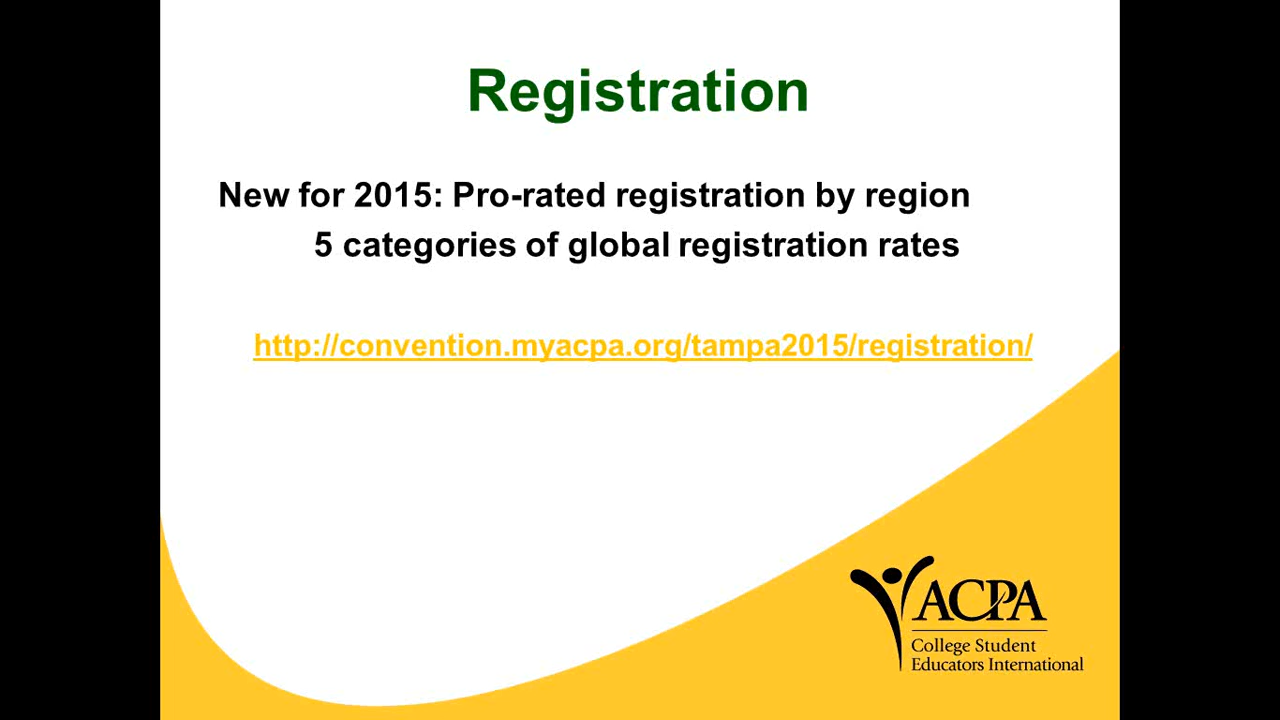 Registration
New for 2015: Pro-rated registration by region
5 categories of global registration rates
http://convention.myacpa.org/tampa2015/registration/
ACPA
College Student
Educators International